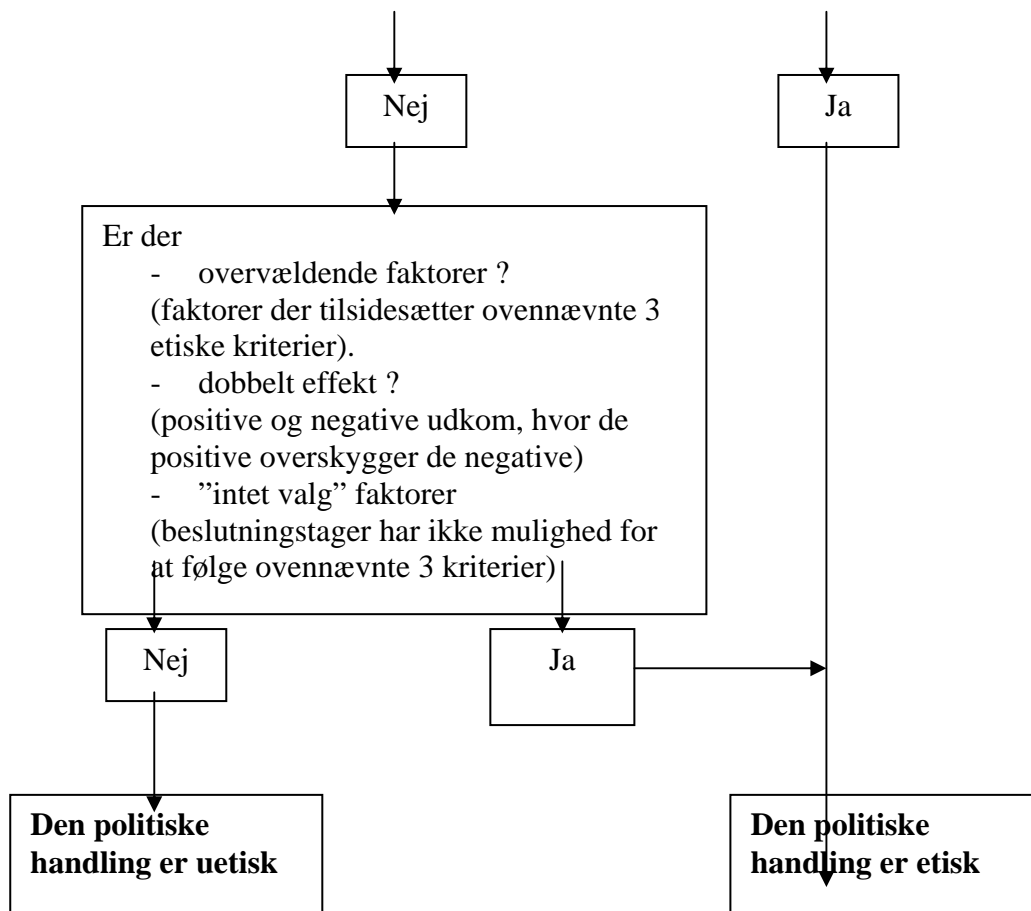 Nej
Ja
Er der
- overvældende faktorer ?
(faktorer der tilsidesætter ovennævnte 3
etiske kriterier).
- dobbelt effekt ?
(positive og negative udkom, hvor de
positive overskygger de negative)
- ”intet valg” faktorer
(beslutningstager har ikke mulighed for
at følge ovennævnte 3 kriterier)
Nej
Ja
Den politiske
handling er uetisk
Den politiske
handling er etisk